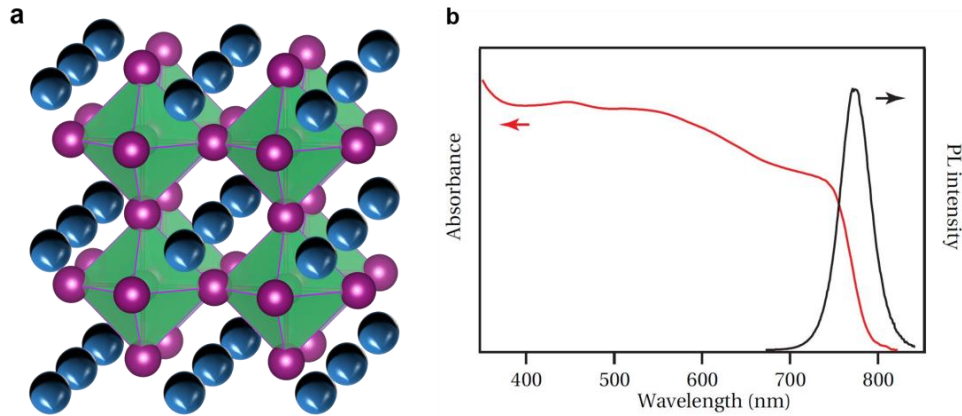 a
b
Absorbance
PL intensity
400 500 600 700 800
Wavelength (nm)